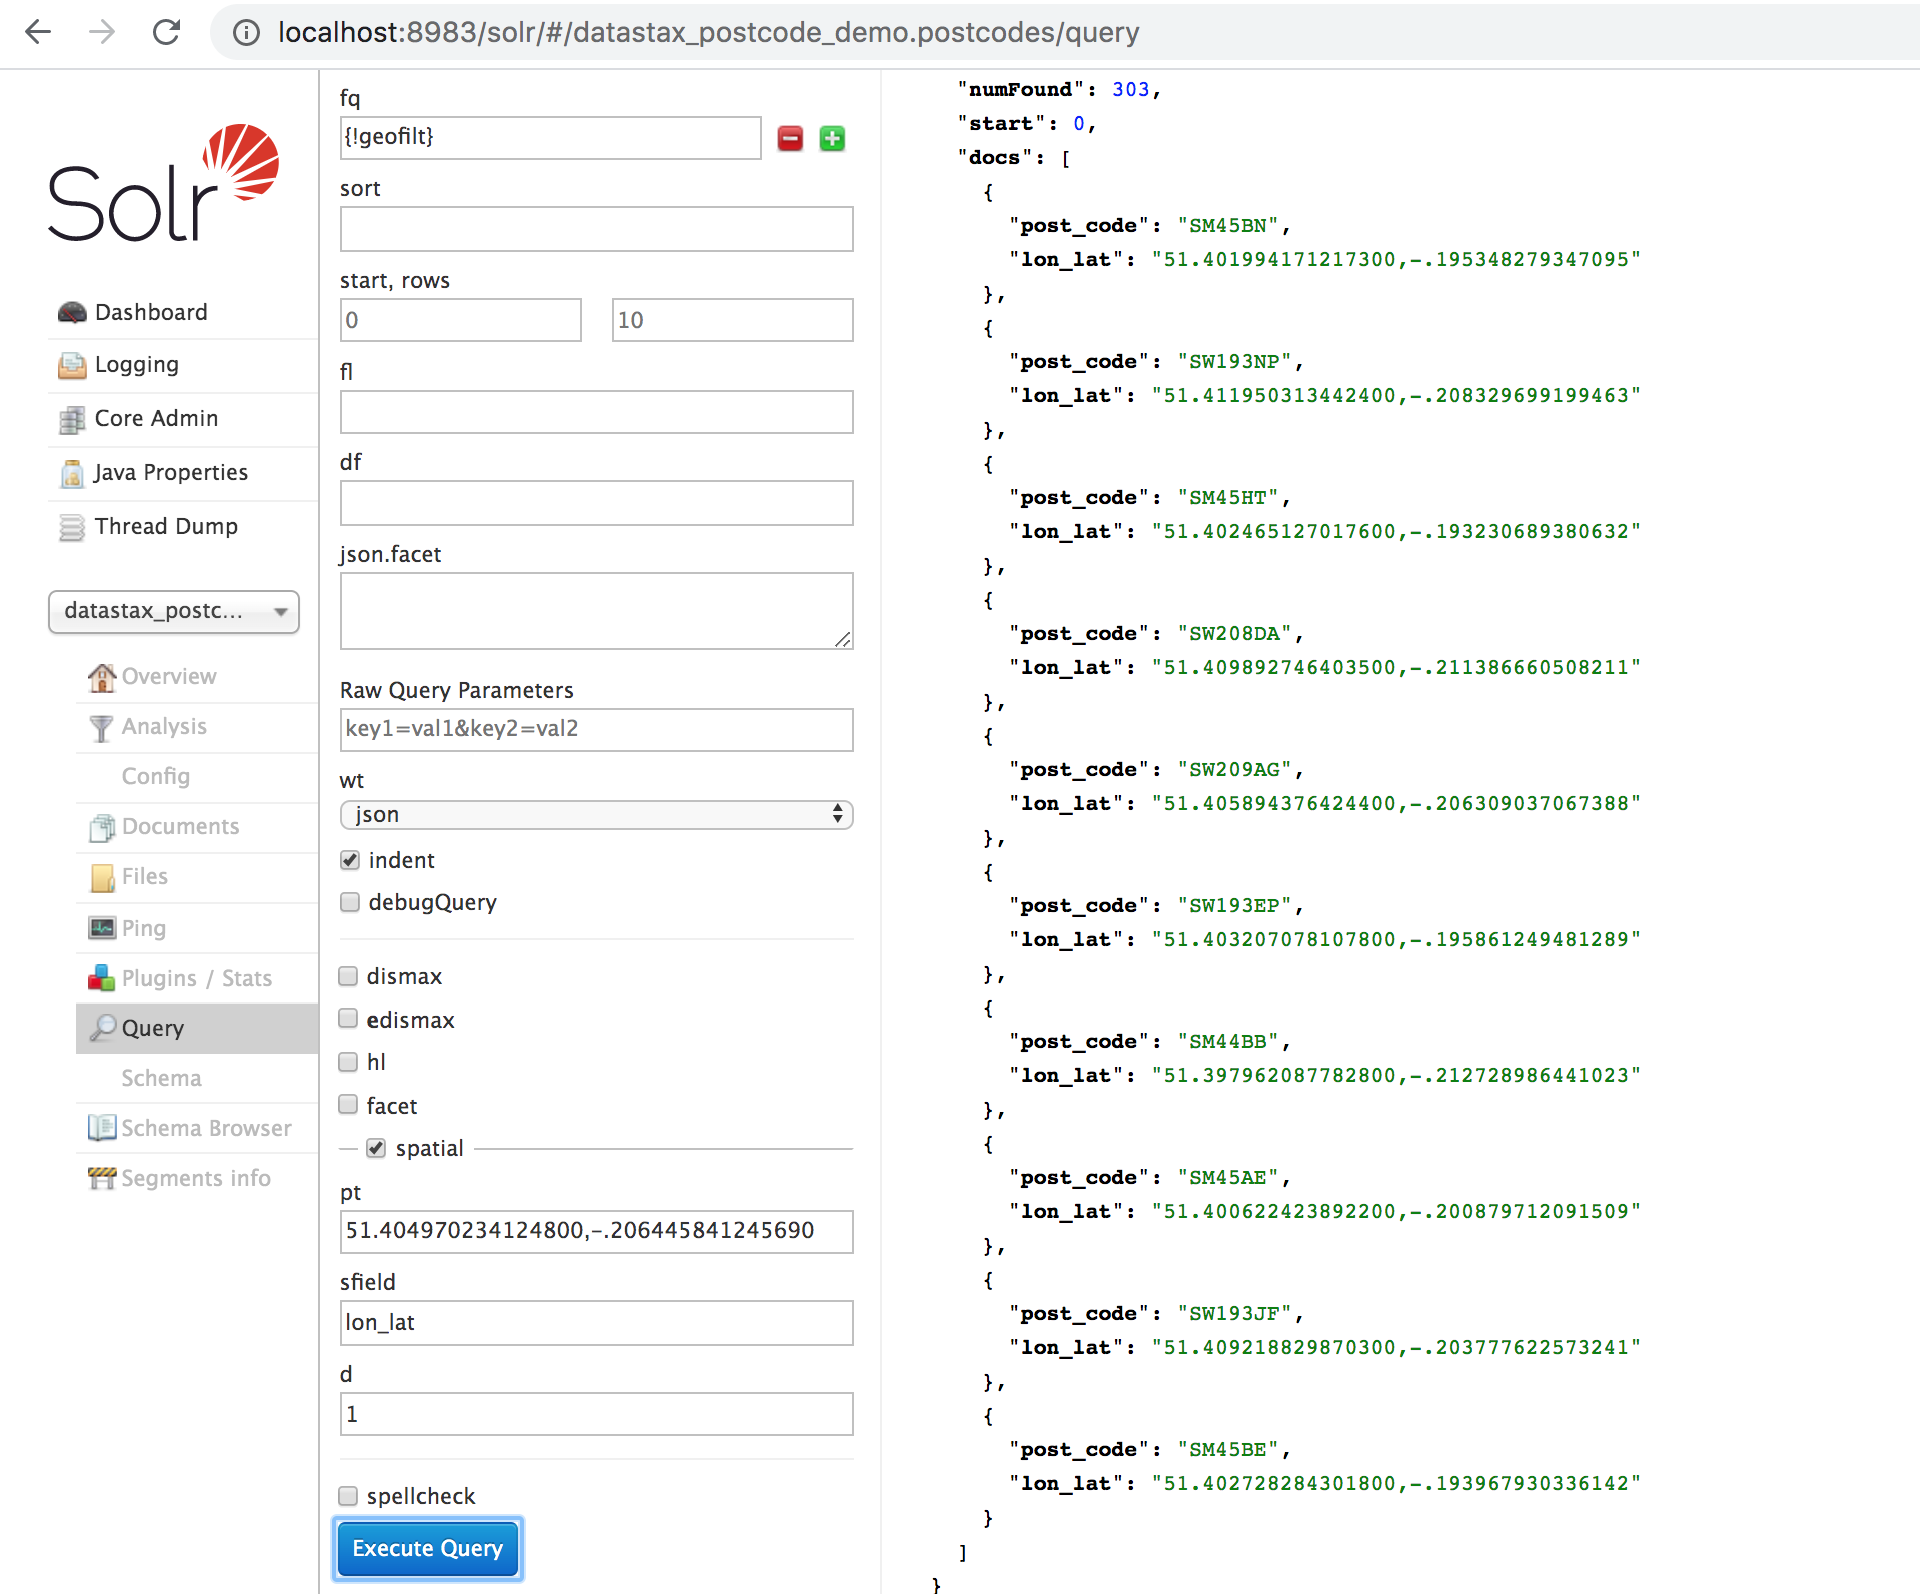 localhost:8983/solr/#/datastax_postcode_demo.postcodes/query
Solr
Dashboard
Logging
Core Admin
Java Properties
Thread Dump
datastax_postc...
Overview
Analysis
Config
Documents
Files
Ping
Plugins / Stats
Query
Schema
Schema Browser
Segments info
fq
{!geofilt}
sort
start, rows
0 10
fl
df
json.facet
Raw Query Parameters
key1=val1&key2=val2
wt
json
indent
debugQuery
dismax
edismax
hl
facet
spatial
pt
51.404970234124800,-.206445841245690
sfield
lon_lat
d
1
spellcheck
Execute Query
"numFound": 303,
"start": 0,
"docs": [
{
"post_code": "SM45BN",
"lon_lat": "51.401994171217300,-.195348279347095"
},
{
"post_code": "SW193NP",
"lon_lat": "51.411950313442400,-.208329699199463"
},
{
"post_code": "SM45HT",
"lon_lat": "51.402465127017600,-.193230689380632"
},
{
"post_code": "SW208DA",
"lon_lat": "51.409892746403500,-.211386660508211"
},
{
"post_code": "SW209AG",
"lon_lat": "51.405894376424400,-.206309037067388"
},
{
"post_code": "SW193EP",
"lon_lat": "51.403207078107800,-.195861249481289"
},
{
"post_code": "SM44BB",
"lon_lat": "51.397962087782800,-.212728986441023"
},
{
"post_code": "SM45AE",
"lon_lat": "51.400622423892200,-.200879712091509"
},
{
"post_code": "SW193JF",
"lon_lat": "51.409218829870300,-.203777622573241"
},
{
"post_code": "SM45BE",
"lon_lat": "51.402728284301800,-.193967930336142"
}
]
}